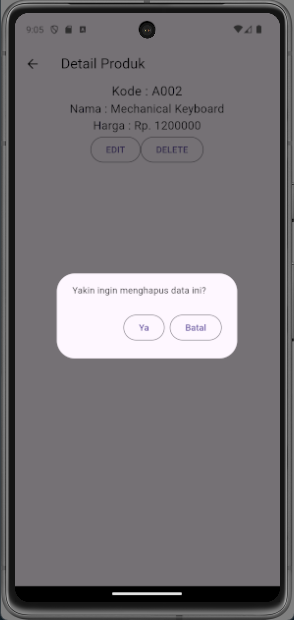 9:05
Detail Produk
Kode : A002
Nama : Mechanical Keyboard
Harga : Rp. 1200000
EDIT DELETE
Yakin ingin menghapus data ini?
Ya Batal